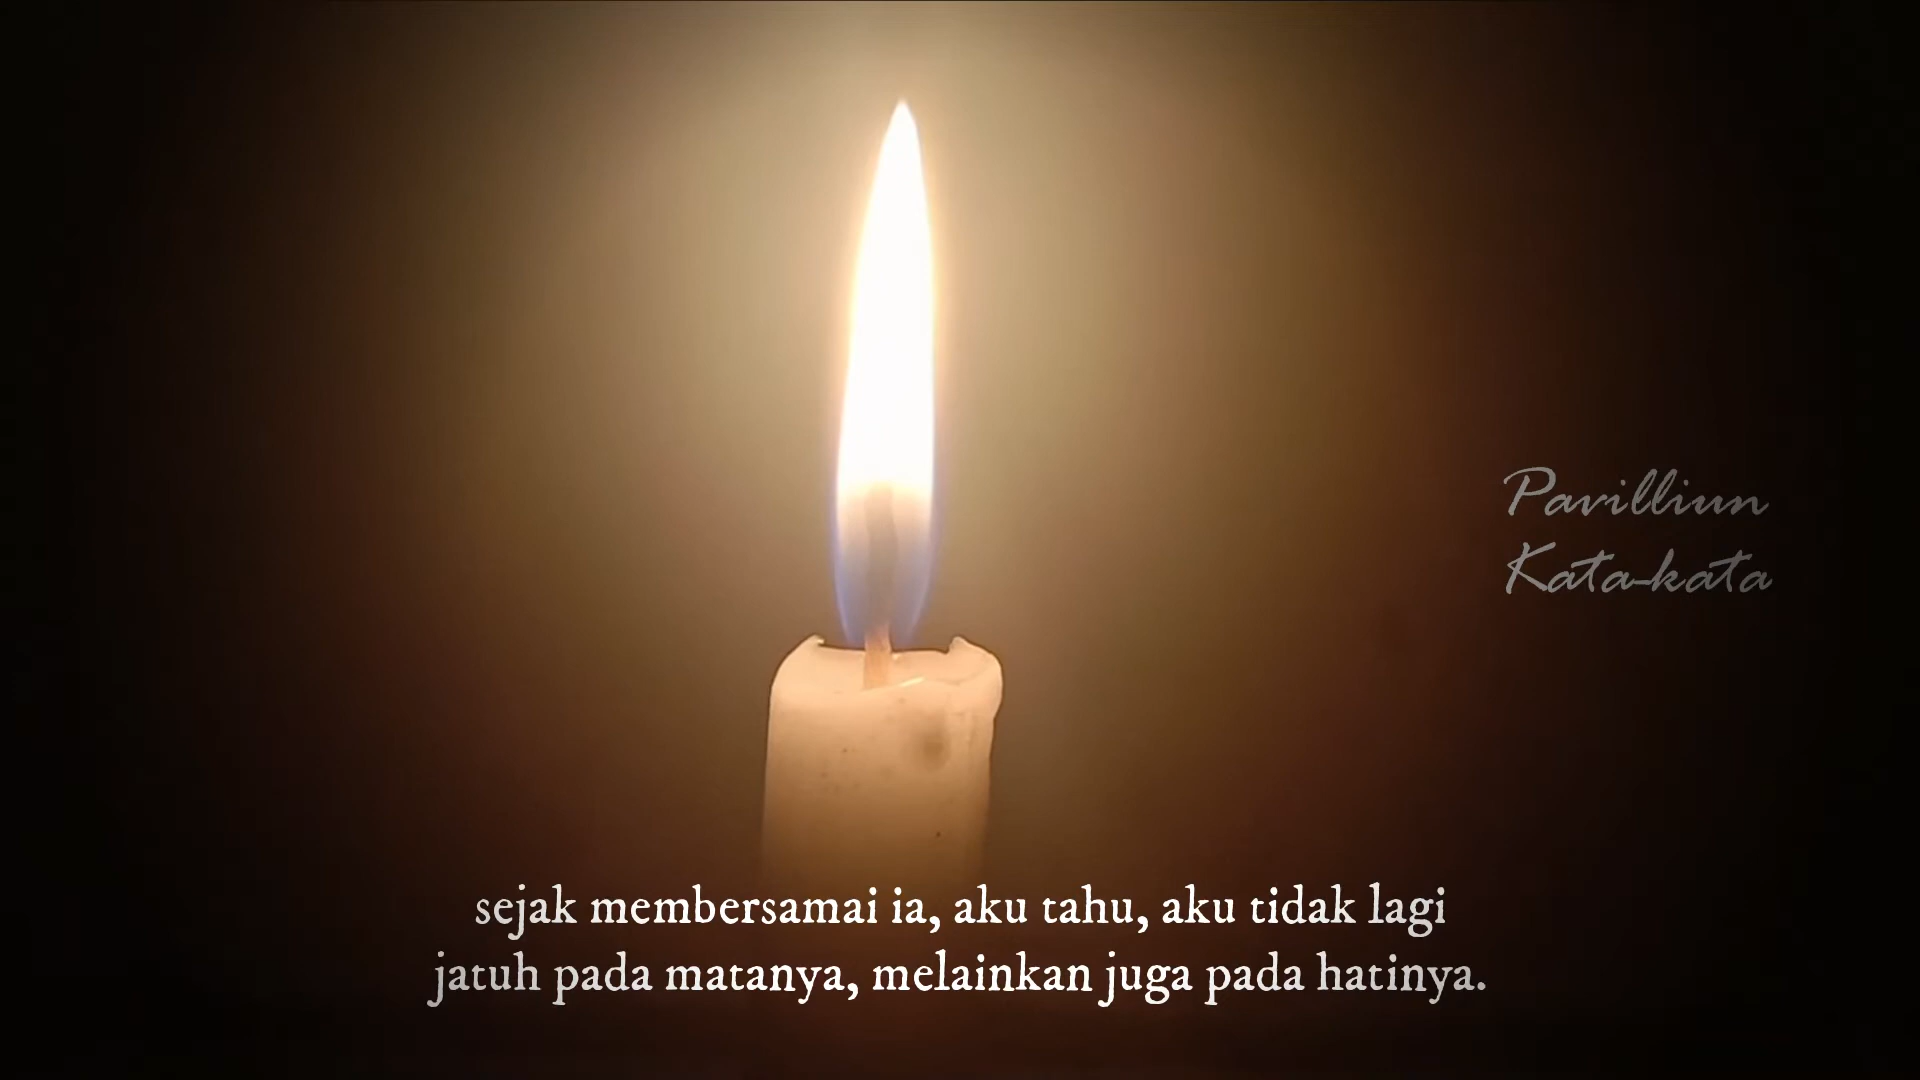 Pavilliun
Kata-kata
sejak membersamai ia, aku tahu, aku tidak lagi
jatuh pada matanya, melainkan juga pada hatinya.